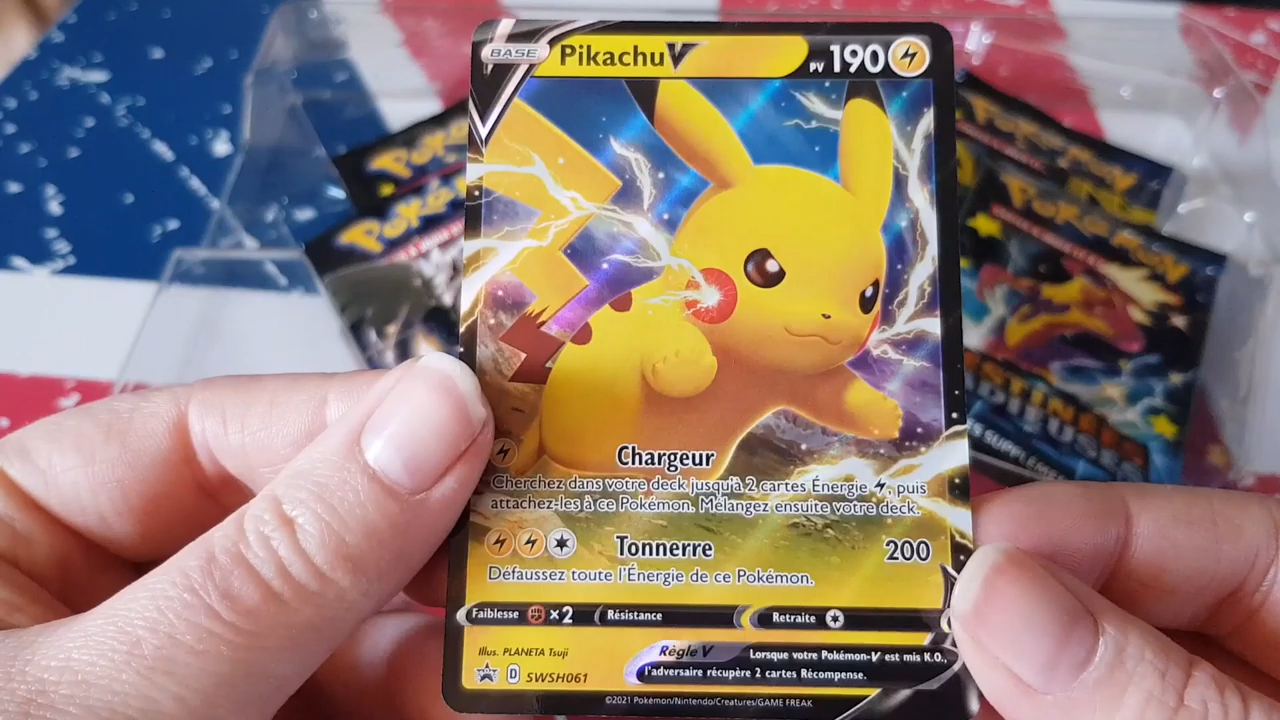 BASE Pikachu V PV 190
Chargeur
Cherchez dans votre deck jusqu'à 2 cartes Énergie , puis
attachez-les à ce Pokémon. Mélangez ensuite votre deck.
Tonnerre 200
Défaussez toute l'Énergie de ce Pokémon.
Faiblesse ×2 Résistance Retraite
Illus. PLANETA Tsuji
Règle V Lorsque votre Pokémon-V est mis K.O.,
l'adversaire récupère 2 cartes Récompense.
D SWSH061
©2021 Pokémon/Nintendo/Creatures/GAME FREAK
Pokémon
Pokémon